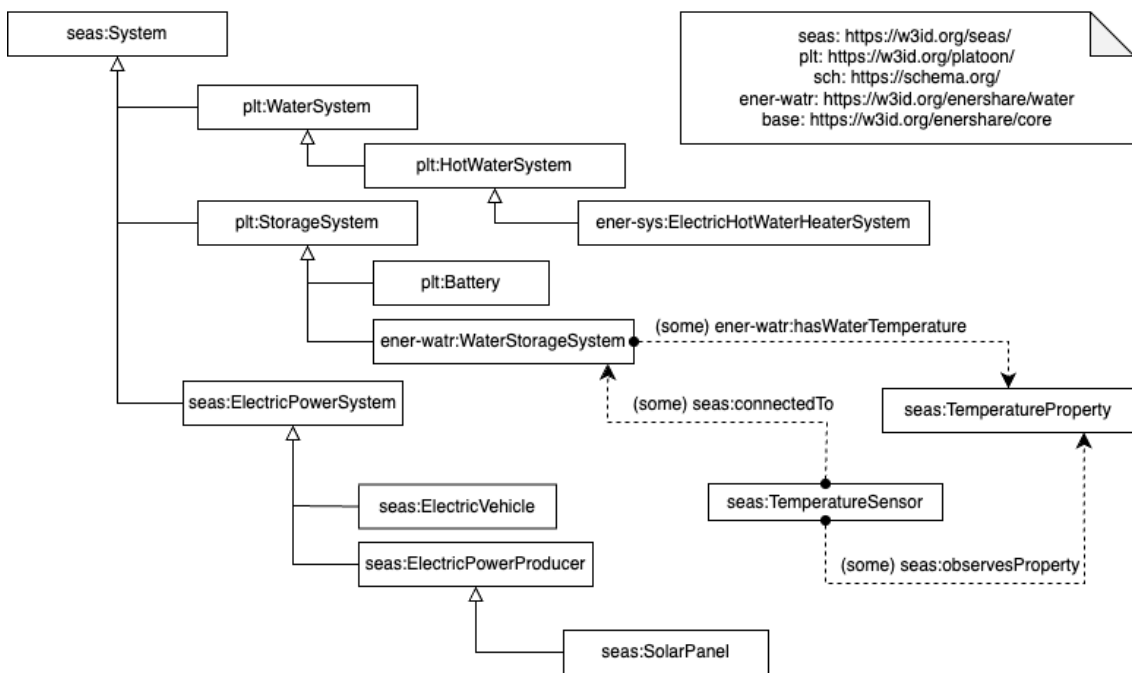 seas:System
seas: https://w3id.org/seas/
plt: https://w3id.org/platoon/
sch: https://schema.org/
ener-watr: https://w3id.org/enershare/water
base: https://w3id.org/enershare/core
plt:WaterSystem
plt:HotWaterSystem
plt:StorageSystem
ener-sys:ElectricHotWaterHeaterSystem
plt:Battery
ener-watr:WaterStorageSystem
(some) ener-watr:hasWaterTemperature
seas:ElectricPowerSystem
(some) seas:connectedTo
seas:TemperatureProperty
seas:ElectricVehicle
seas:TemperatureSensor
seas:ElectricPowerProducer
(some) seas:observesProperty
seas:SolarPanel